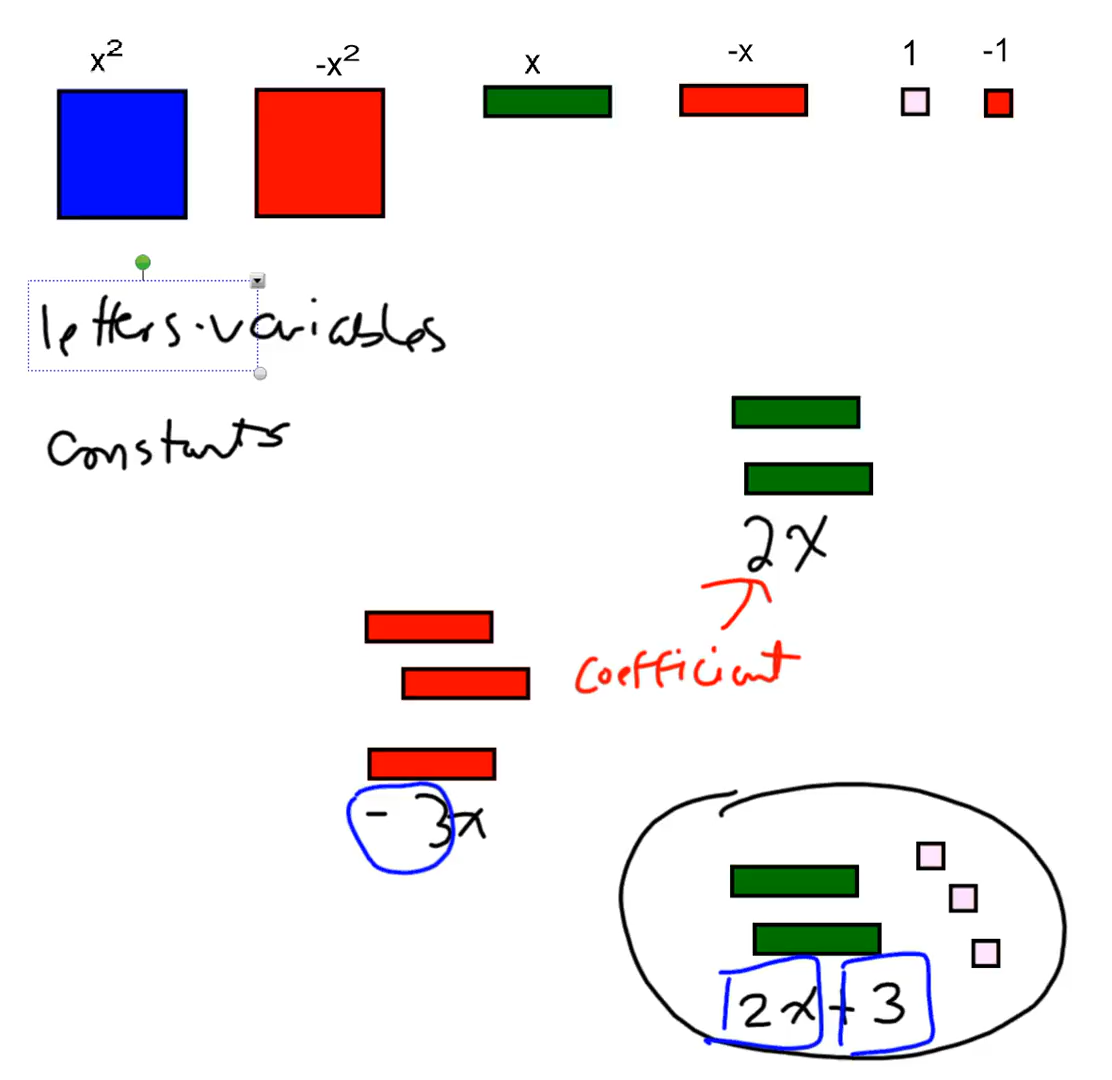 x² -x² x -x 1 -1
letters · variables
constants
2x
coefficient
- 3x
2x + 3